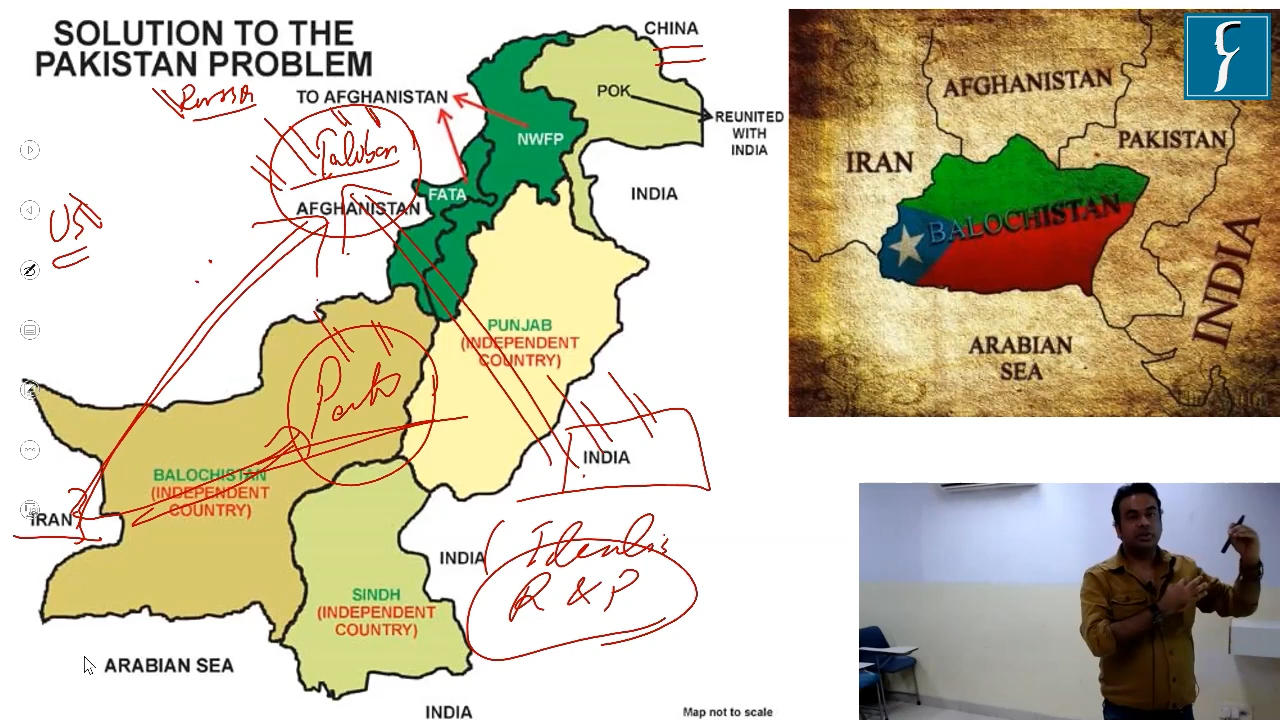 SOLUTION TO THE
PAKISTAN PROBLEM
CHINA
Russia
TO AFGHANISTAN
POK
REUNITED
WITH
INDIA
NWFP
Taliban
FATA
INDIA
AFGHANISTAN
PUNJAB
(INDEPENDENT
COUNTRY)
INDIA
BALOCHISTAN
(INDEPENDENT
COUNTRY)
IRAN
INDIA
R & P
SINDH
(INDEPENDENT
COUNTRY)
ARABIAN SEA
INDIA
Map not to scale
AFGHANISTAN
PAKISTAN
IRAN
BALOCHISTAN
INDIA
ARABIAN
SEA